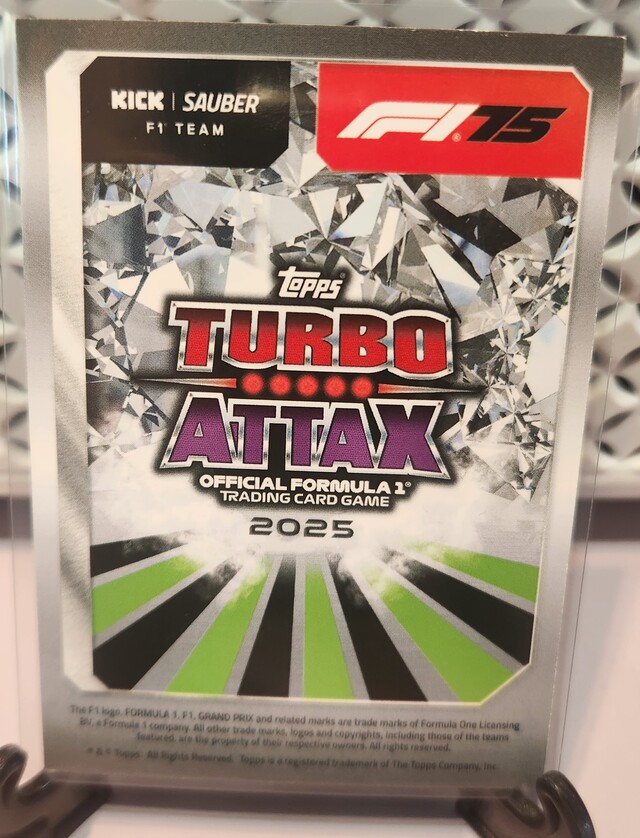 KICK | SAUBER
F1 TEAM
F1 75
Topps
TURBO
ATTAX
OFFICIAL FORMULA 1®
TRADING CARD GAME
2025
The F1 logo, FORMULA 1, F1, GRAND PRIX and related marks are trade marks of Formula One Licensing
BV, a Formula 1 company. All other trade marks, logos and copyrights, including those of the teams
featured, are the property of their respective owners. All rights reserved.
® & © Topps All Rights Reserved. Topps is a registered trademark of The Topps Company, Inc.